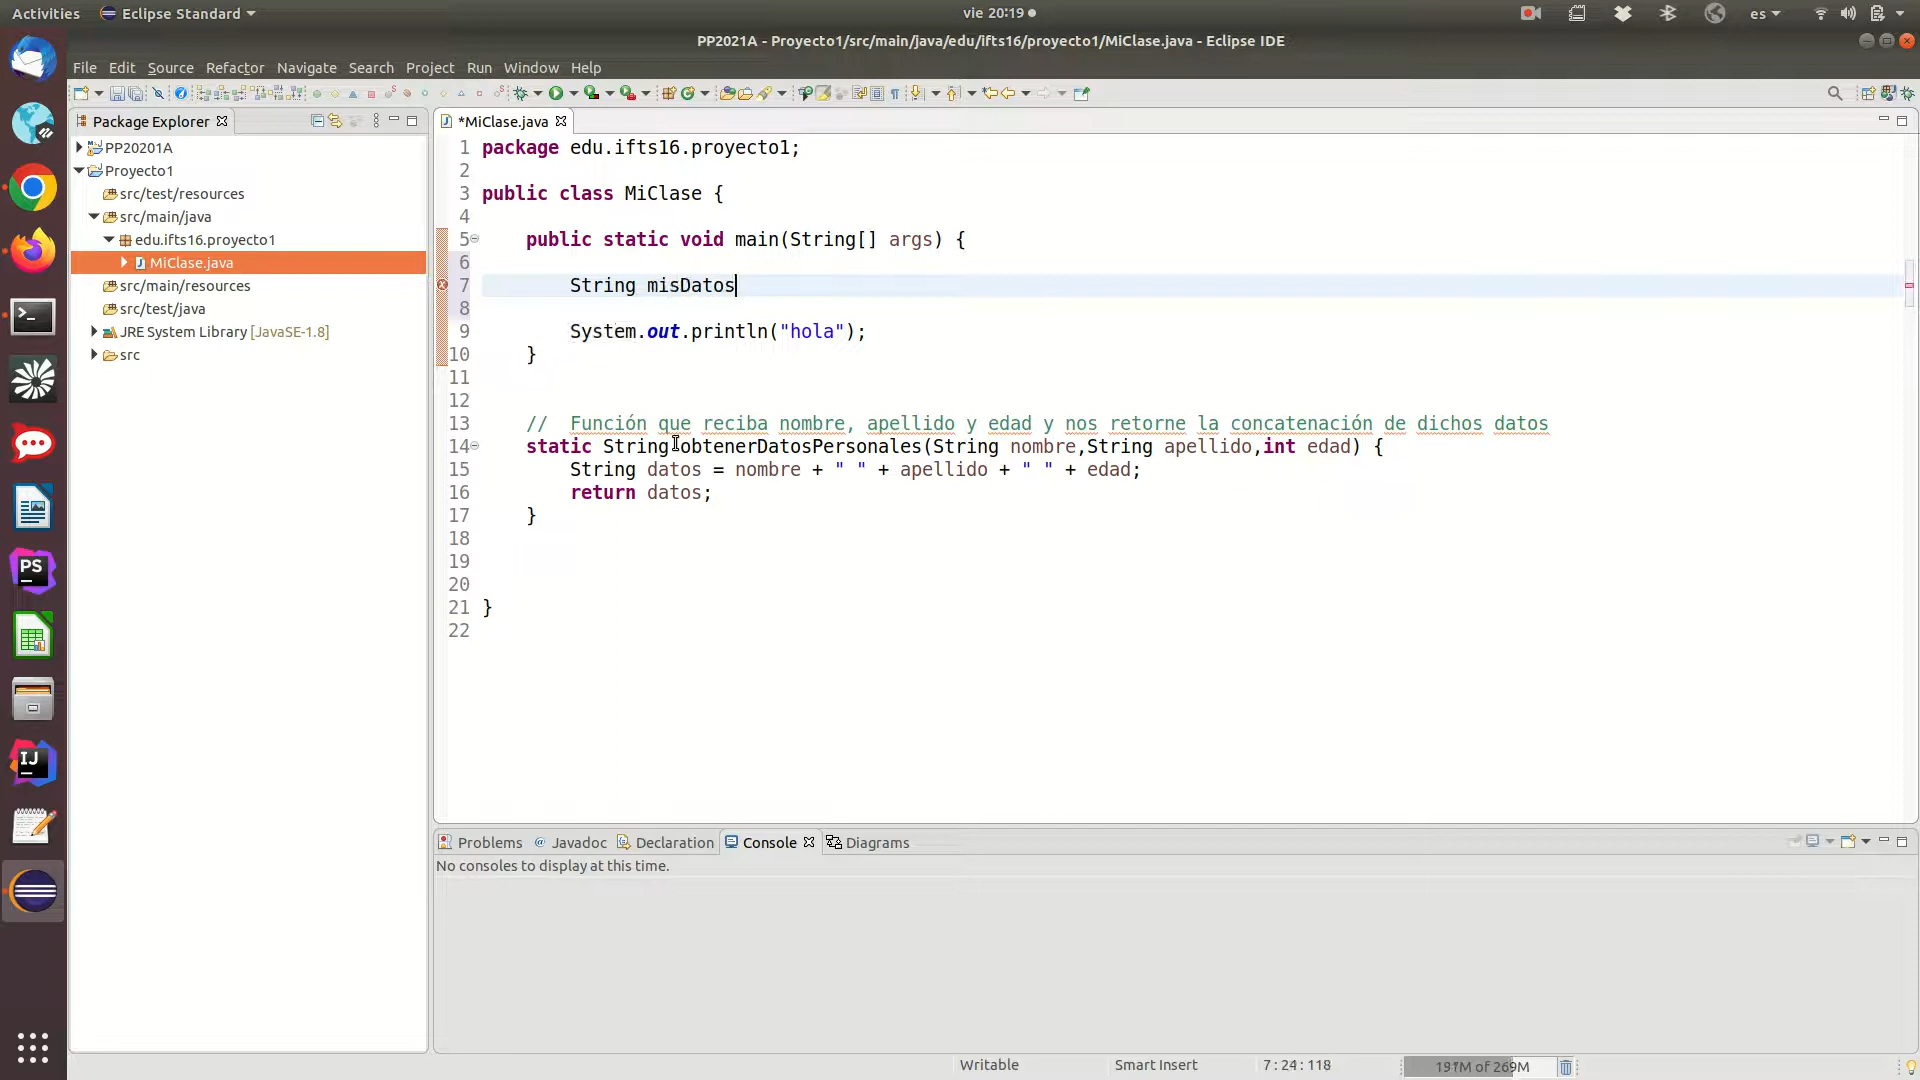 Activities Eclipse Standard vie 20:19 es
PP2021A - Proyecto1/src/main/java/edu/ifts16/proyecto1/MiClase.java - Eclipse IDE
File Edit Source Refactor Navigate Search Project Run Window Help
Package Explorer
PP20201A
Proyecto1
src/test/resources
src/main/java
edu.ifts16.proyecto1
MiClase.java
src/main/resources
src/test/java
JRE System Library [JavaSE-1.8]
src
*MiClase.java
1 package edu.ifts16.proyecto1;
2
3 public class MiClase {
4
5 public static void main(String[] args) {
6
7 String misDatos
8
9 System.out.println("hola");
10 }
11
12
13 // Función que reciba nombre, apellido y edad y nos retorne la concatenación de dichos datos
14 static String obtenerDatosPersonales(String nombre,String apellido,int edad) {
15 String datos = nombre + " " + apellido + " " + edad;
16 return datos;
17 }
18
19
20
21 }
22
Problems @ Javadoc Declaration Console Diagrams
No consoles to display at this time.
Writable Smart Insert 7 : 24 : 118 191M of 269M
PS
IJ